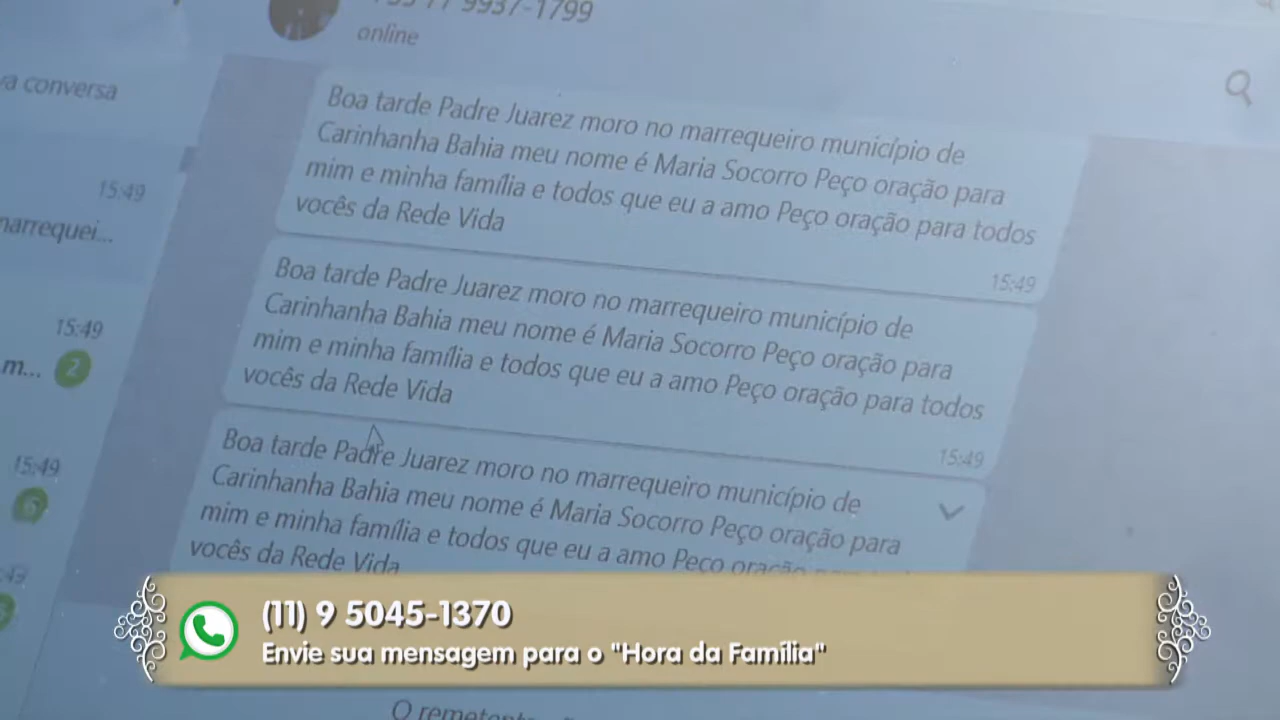 9937-1799
online
va conversa
15:49
marrequei...
15:49
m... 2
15:49
6
:49
Boa tarde Padre Juarez moro no marrequeiro município de
Carinhanha Bahia meu nome é Maria Socorro Peço oração para
mim e minha família e todos que eu a amo Peço oração para todos
vocês da Rede Vida
15:49
Boa tarde Padre Juarez moro no marrequeiro município de
Carinhanha Bahia meu nome é Maria Socorro Peço oração para
mim e minha família e todos que eu a amo Peço oração para todos
vocês da Rede Vida
15:49
Boa tarde Padre Juarez moro no marrequeiro município de
Carinhanha Bahia meu nome é Maria Socorro Peço oração para
mim e minha família e todos que eu a amo Peço oração
vocês da Rede Vida
(11) 9 5045-1370
Envie sua mensagem para o "Hora da Família"
O